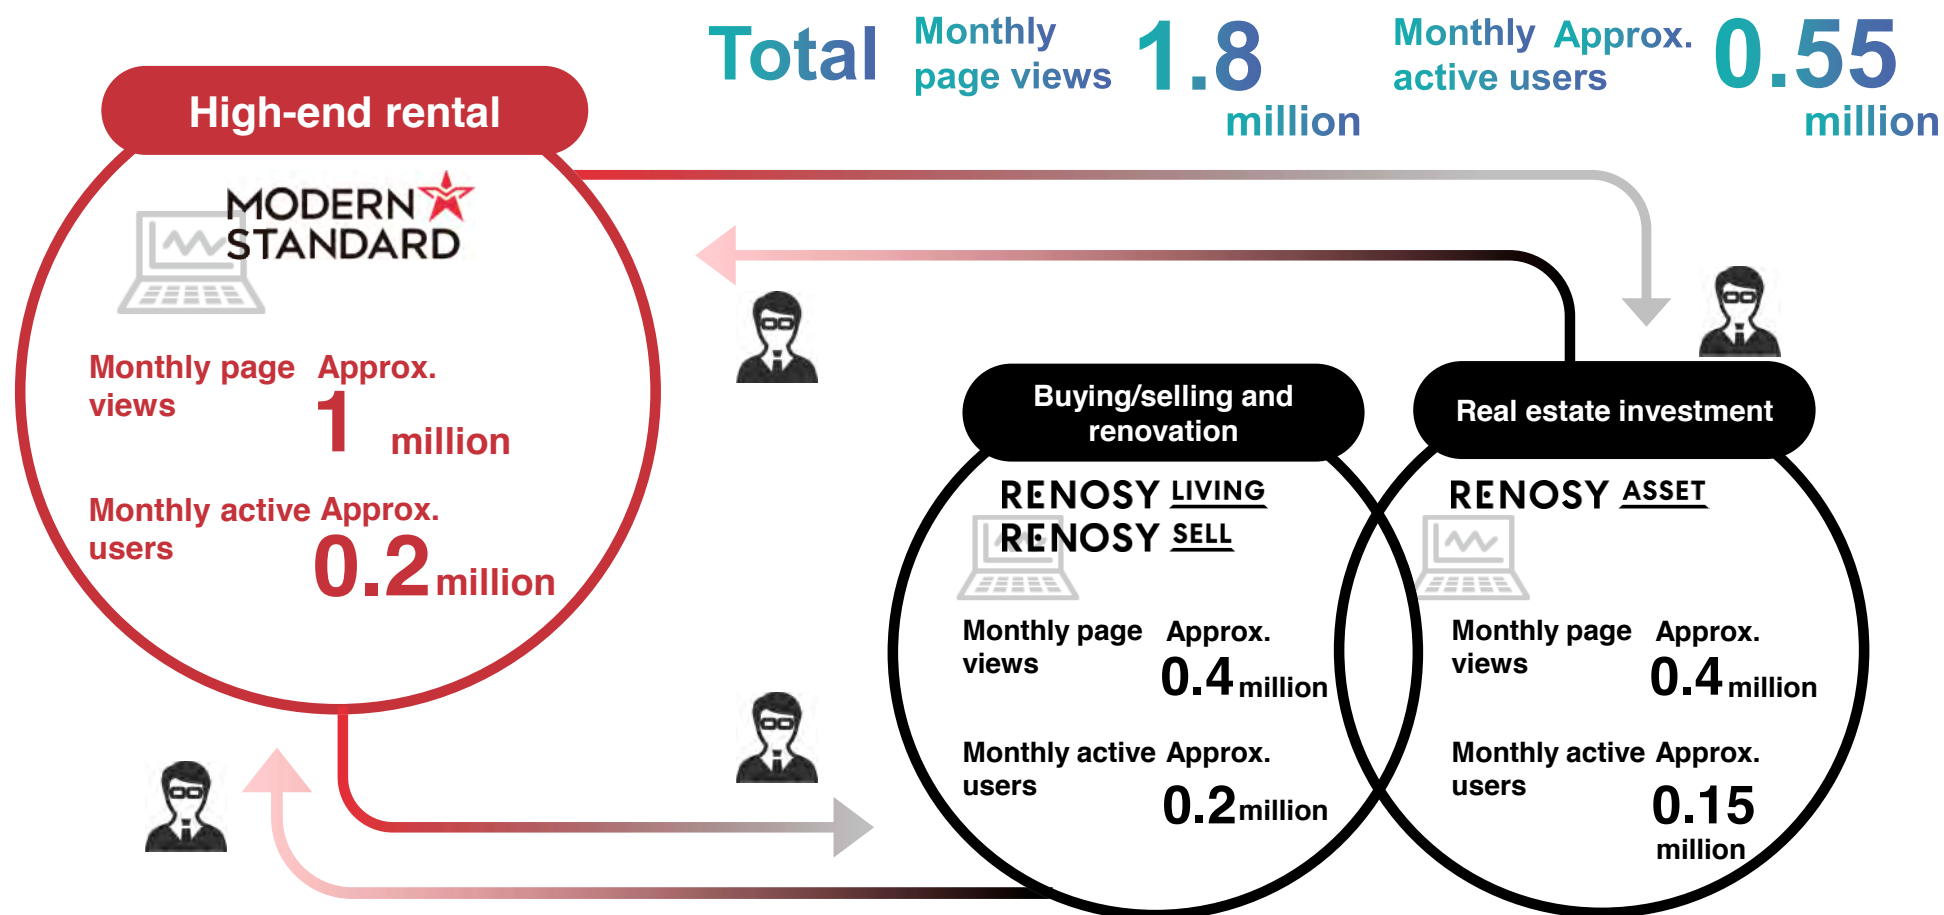 Total
Monthly
page views
1.8
million
Monthly Approx.
active users
0.55
million
High-end rental
MODERN
STANDARD
Monthly page Approx.
views
1
million
Monthly active Approx.
users
0.2 million
Buying/selling and
renovation
RENOSY LIVING
RENOSY SELL
Monthly page Approx.
views
0.4 million
Monthly active Approx.
users
0.2 million
Real estate investment
RENOSY ASSET
Monthly page Approx.
views
0.4 million
Monthly active Approx.
users
0.15
million